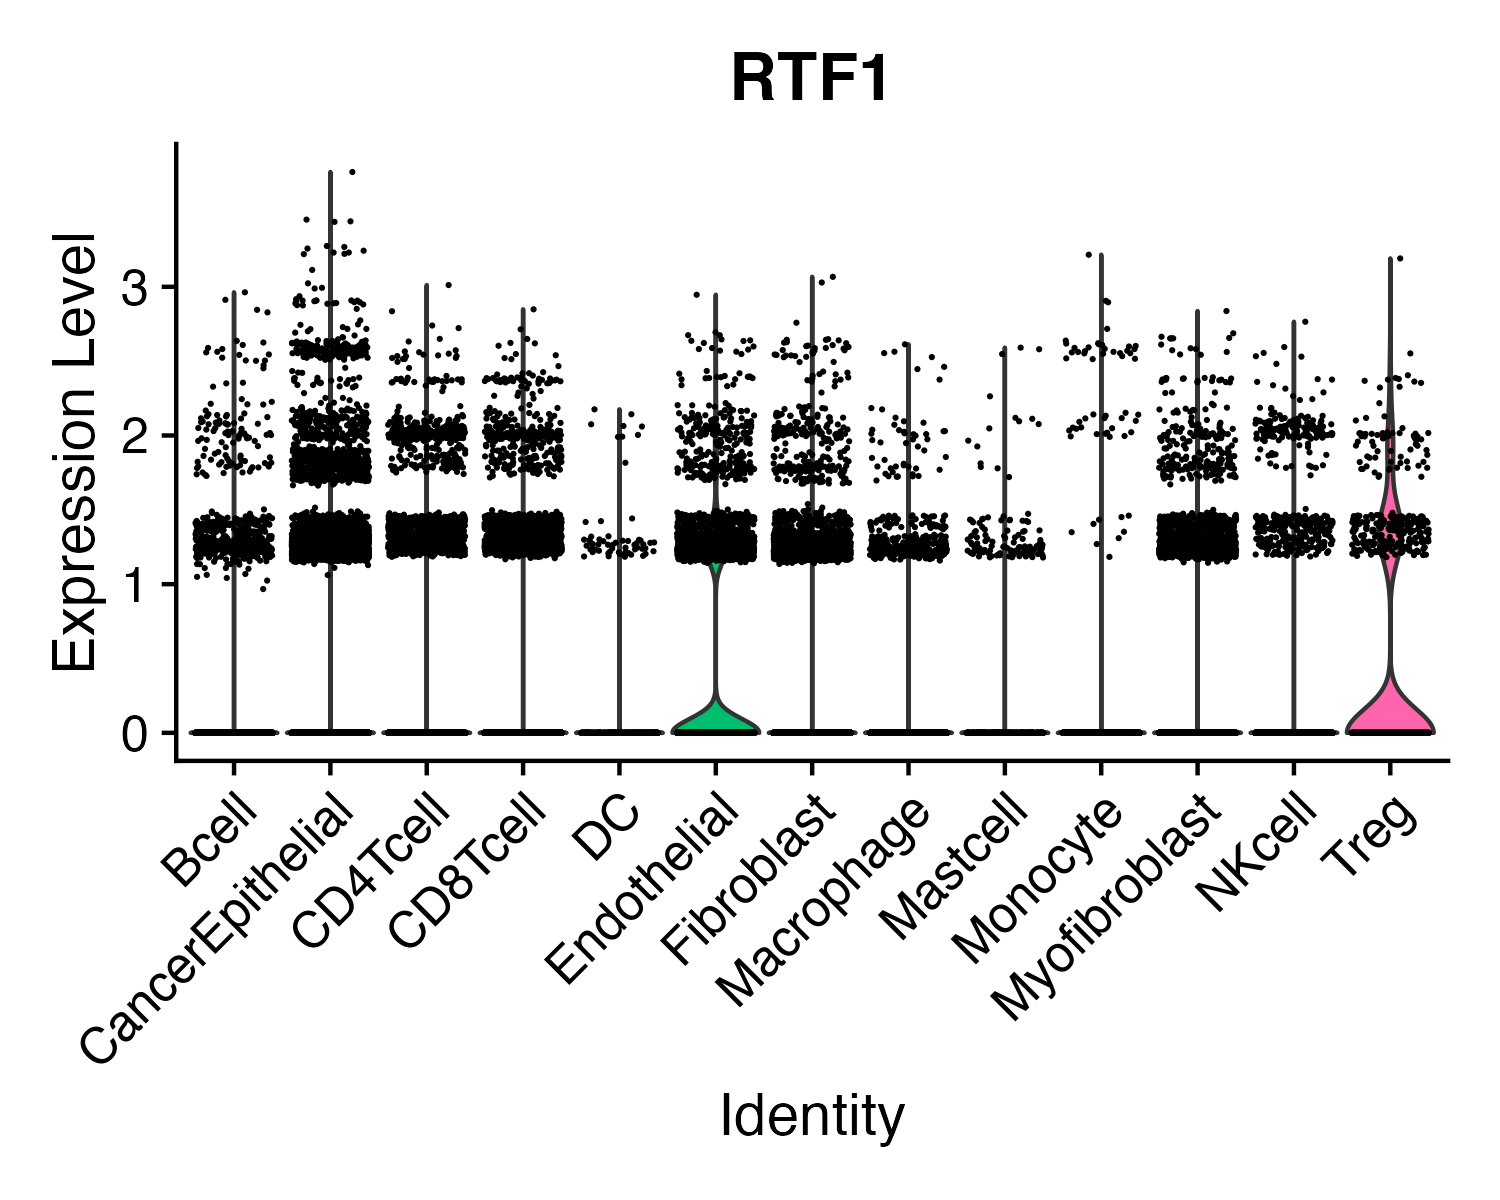 RTF1
Expression Level
3
2
1
0
Bcell
CancerEpithelial
CD4Tcell
CD8Tcell
DC
Endothelial
Fibroblast
Macrophage
Mastcell
Monocyte
Myofibroblast
NKcell
Treg
Identity